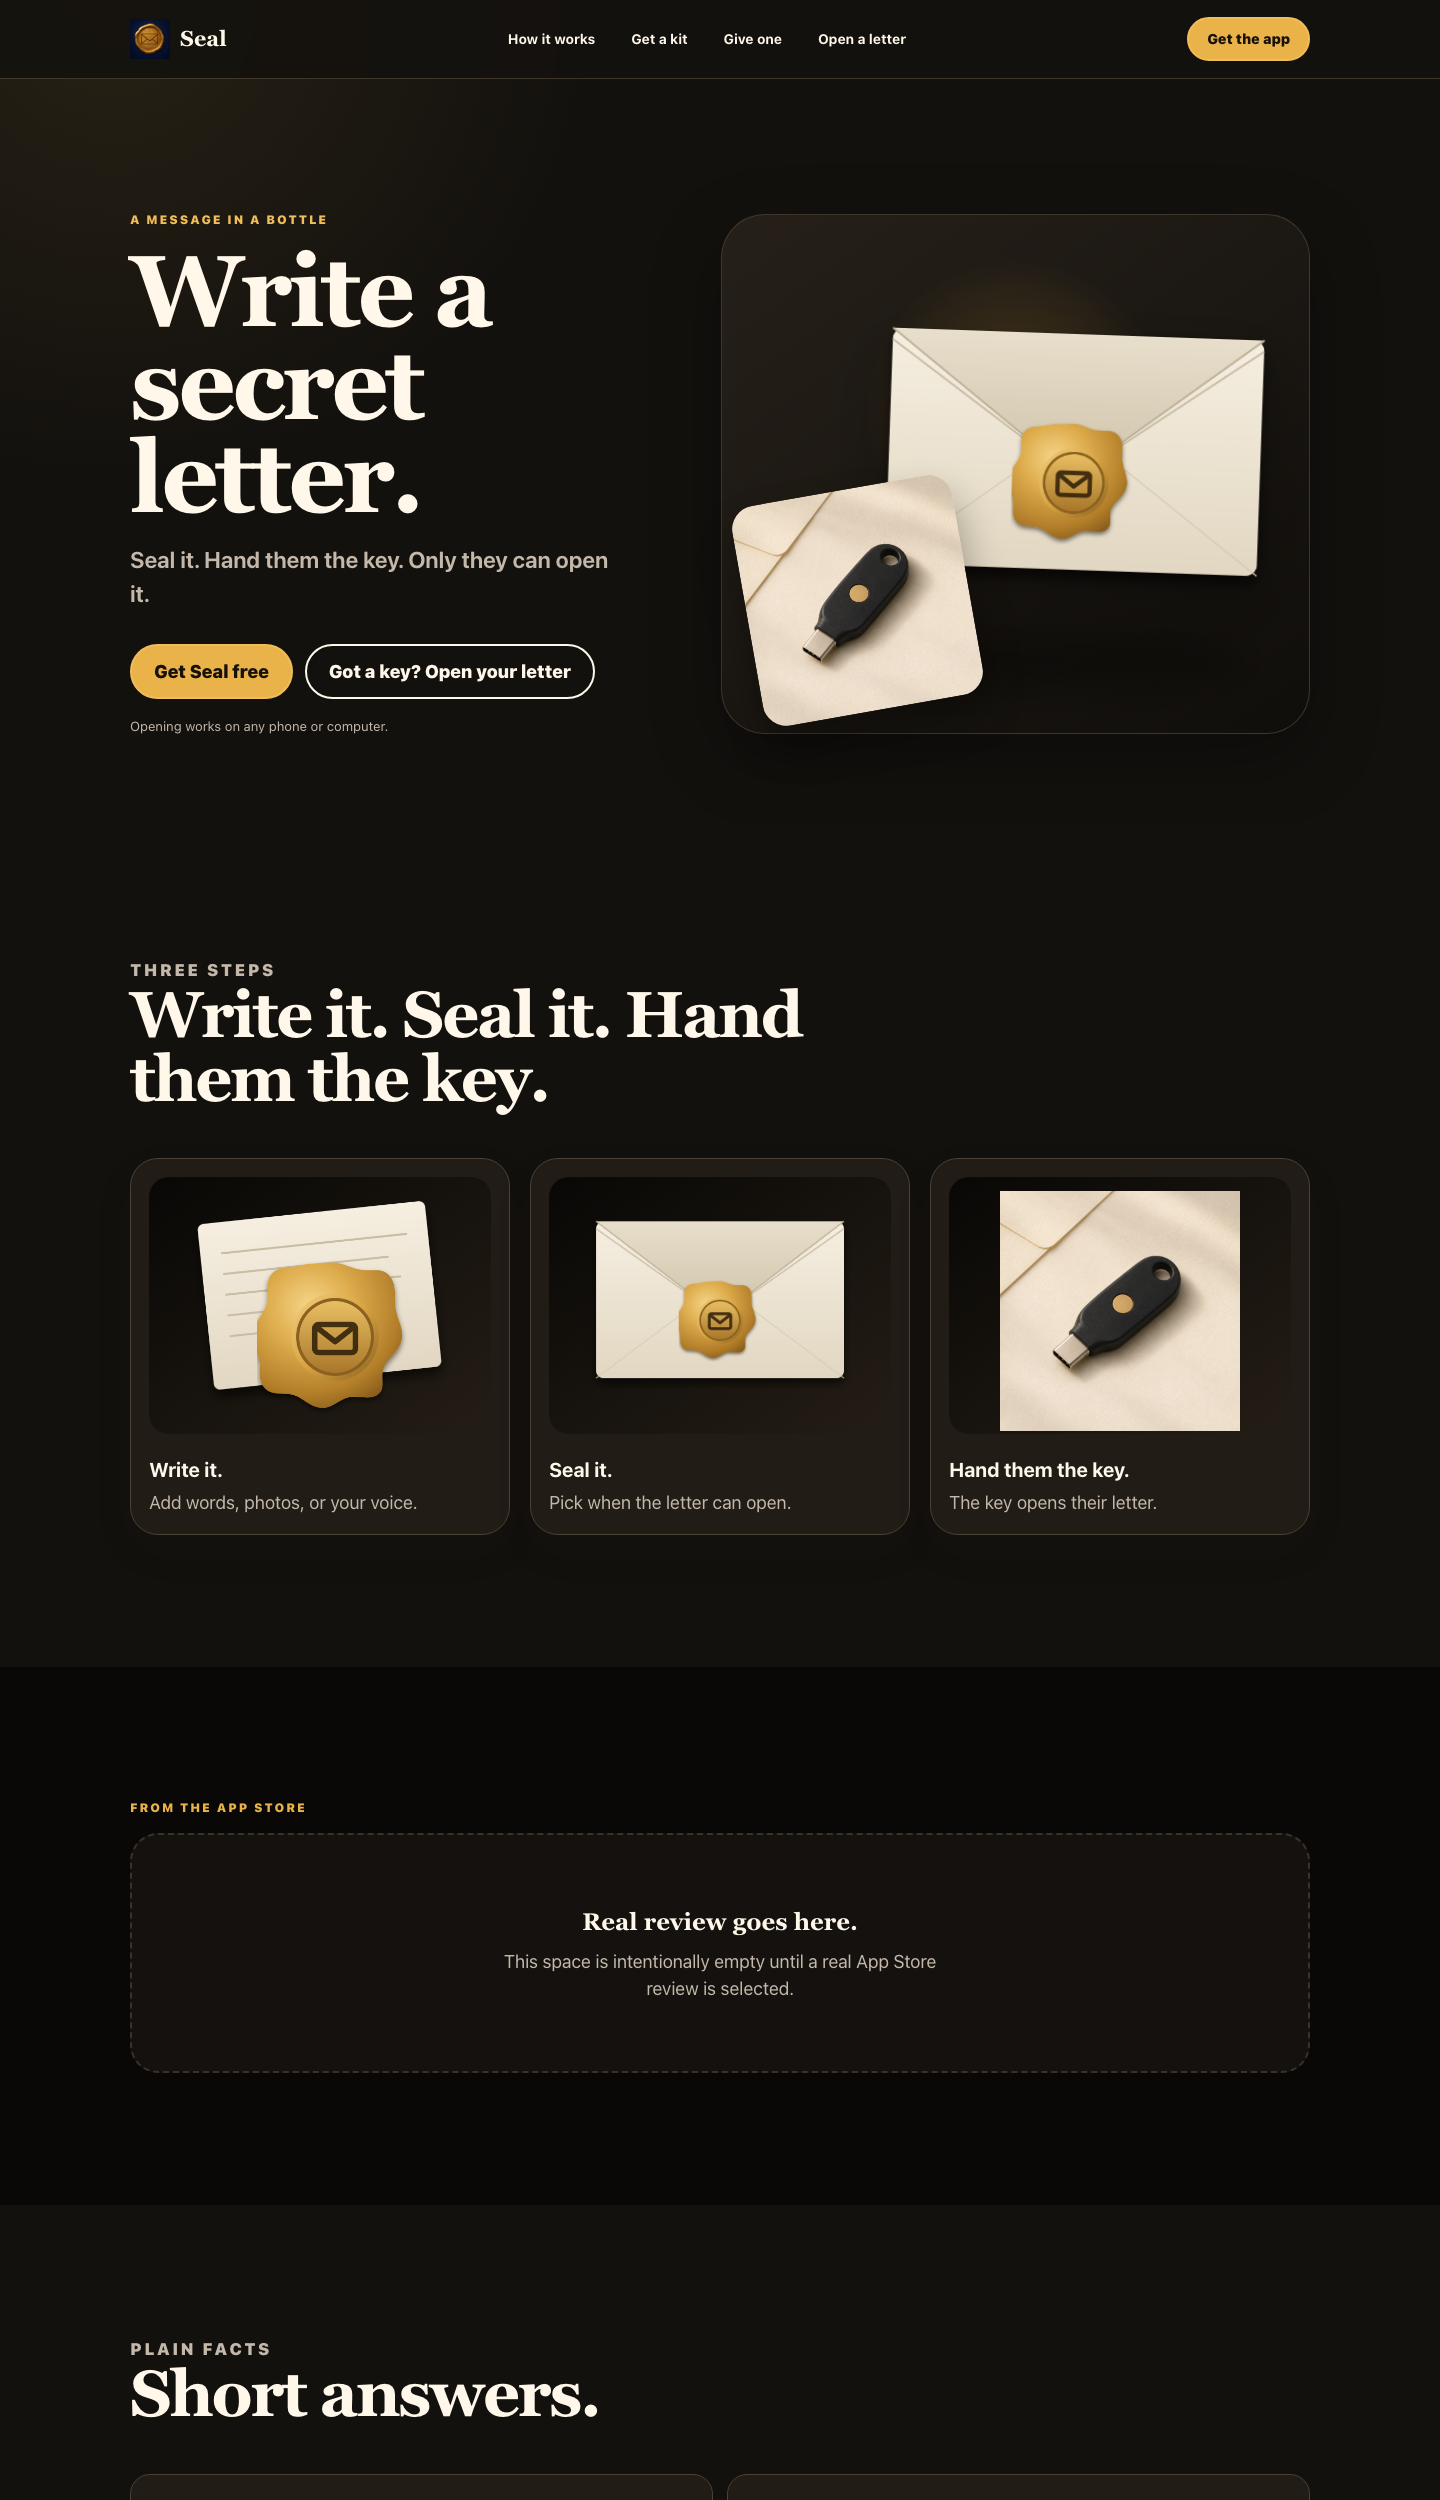 Seal
How it works
Get a kit
Give one
Open a letter
Get the app
A MESSAGE IN A BOTTLE
Write a
secret
letter.
Seal it. Hand them the key. Only they can open
it.
Get Seal free
Got a key? Open your letter
Opening works on any phone or computer.
THREE STEPS
Write it. Seal it. Hand
them the key.
Write it.
Add words, photos, or your voice.
Seal it.
Pick when the letter can open.
Hand them the key.
The key opens their letter.
FROM THE APP STORE
Real review goes here.
This space is intentionally empty until a real App Store
review is selected.
PLAIN FACTS
Short answers.